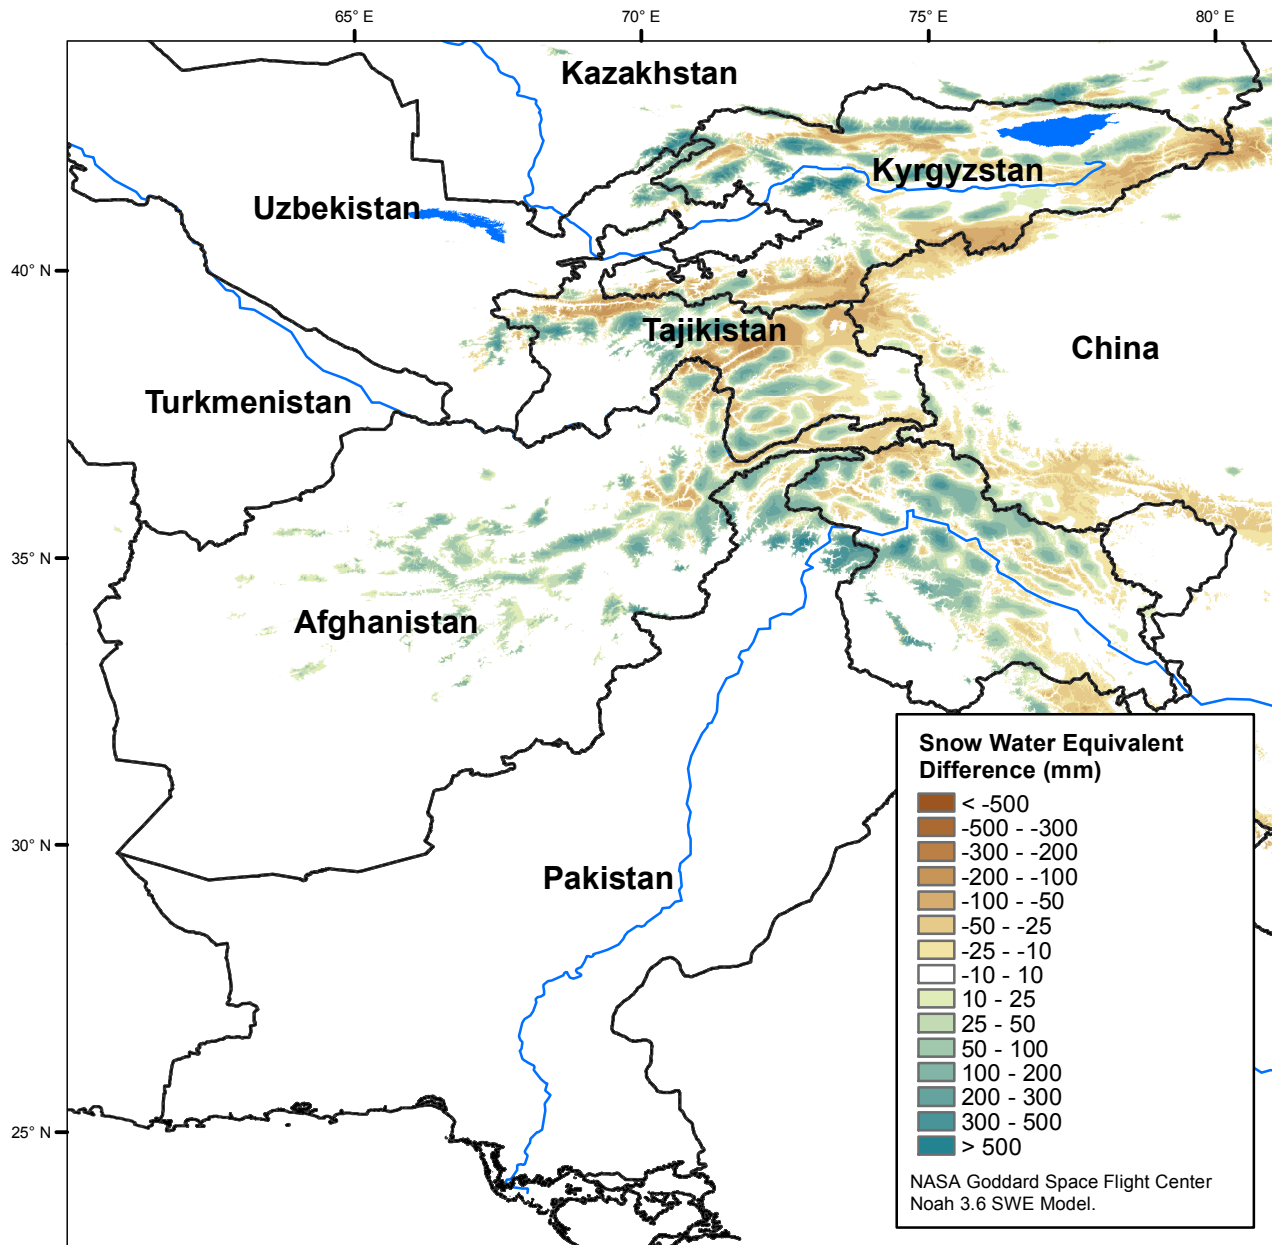 65° E
70° E
75° E
80° E
Kazakhstan
Kyrgyzstan
Uzbekistan
40° N
Tajikistan
China
Turkmenistan
35° N
Afghanistan
Snow Water Equivalent
Difference (mm)
< -500
-500 - -300
-300 - -200
-200 - -100
-100 - -50
-50 - -25
-25 - -10
-10 - 10
10 - 25
25 - 50
50 - 100
100 - 200
200 - 300
300 - 500
> 500
NASA Goddard Space Flight Center
Noah 3.6 SWE Model.
30° N
Pakistan
25° N